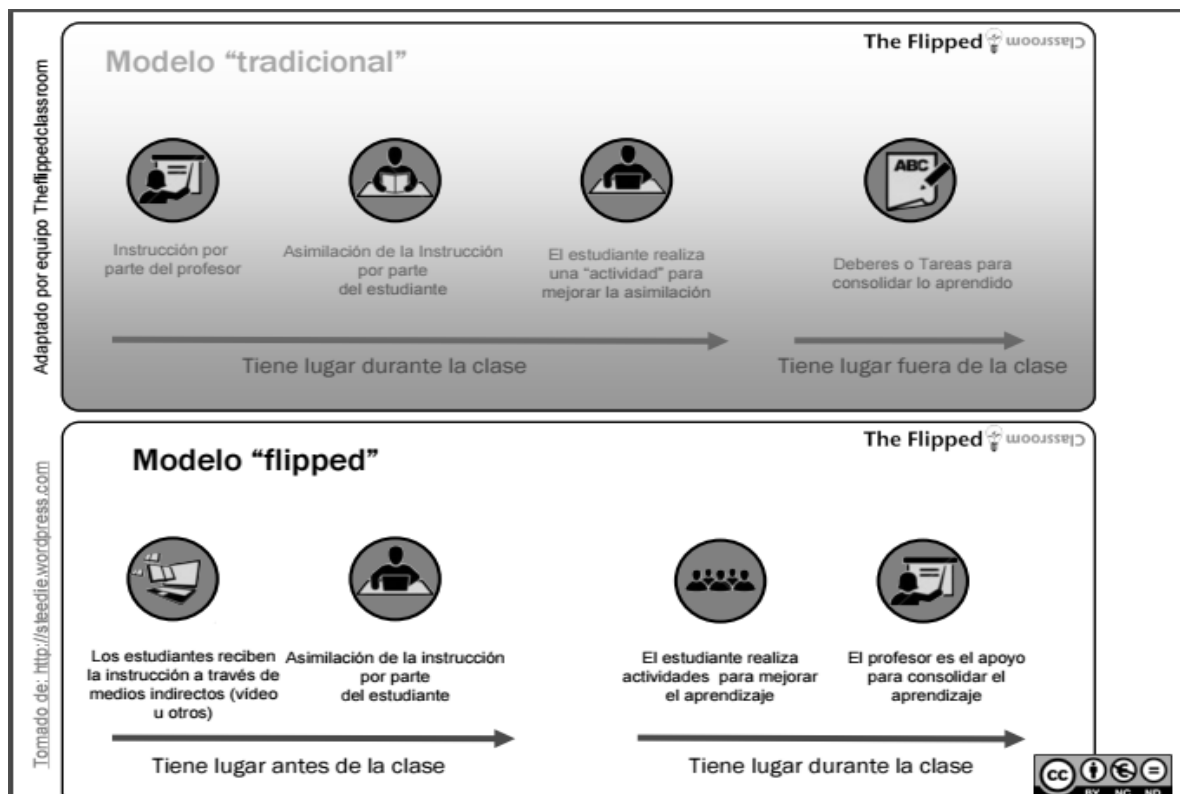 Adaptado por equipo Theflippedclassroom
Modelo “tradicional”
The Flipped Classroom
ABC
Instrucción por
parte del profesor
Asimilación de la Instrucción
por parte
del estudiante
El estudiante realiza
una “actividad” para
mejorar la asimilación
Deberes o Tareas para
consolidar lo aprendido
Tiene lugar durante la clase
Tiene lugar fuera de la clase
Tomado de: http://steedie.wordpress.com
Modelo “flipped”
The Flipped Classroom
Los estudiantes reciben
la instrucción a través de
medios indirectos (vídeo
u otros)
Asimilación de la instrucción
por parte
del estudiante
El estudiante realiza
actividades para mejorar
el aprendizaje
El profesor es el apoyo
para consolidar el
aprendizaje
Tiene lugar antes de la clase
Tiene lugar durante la clase
cc
BY NC ND